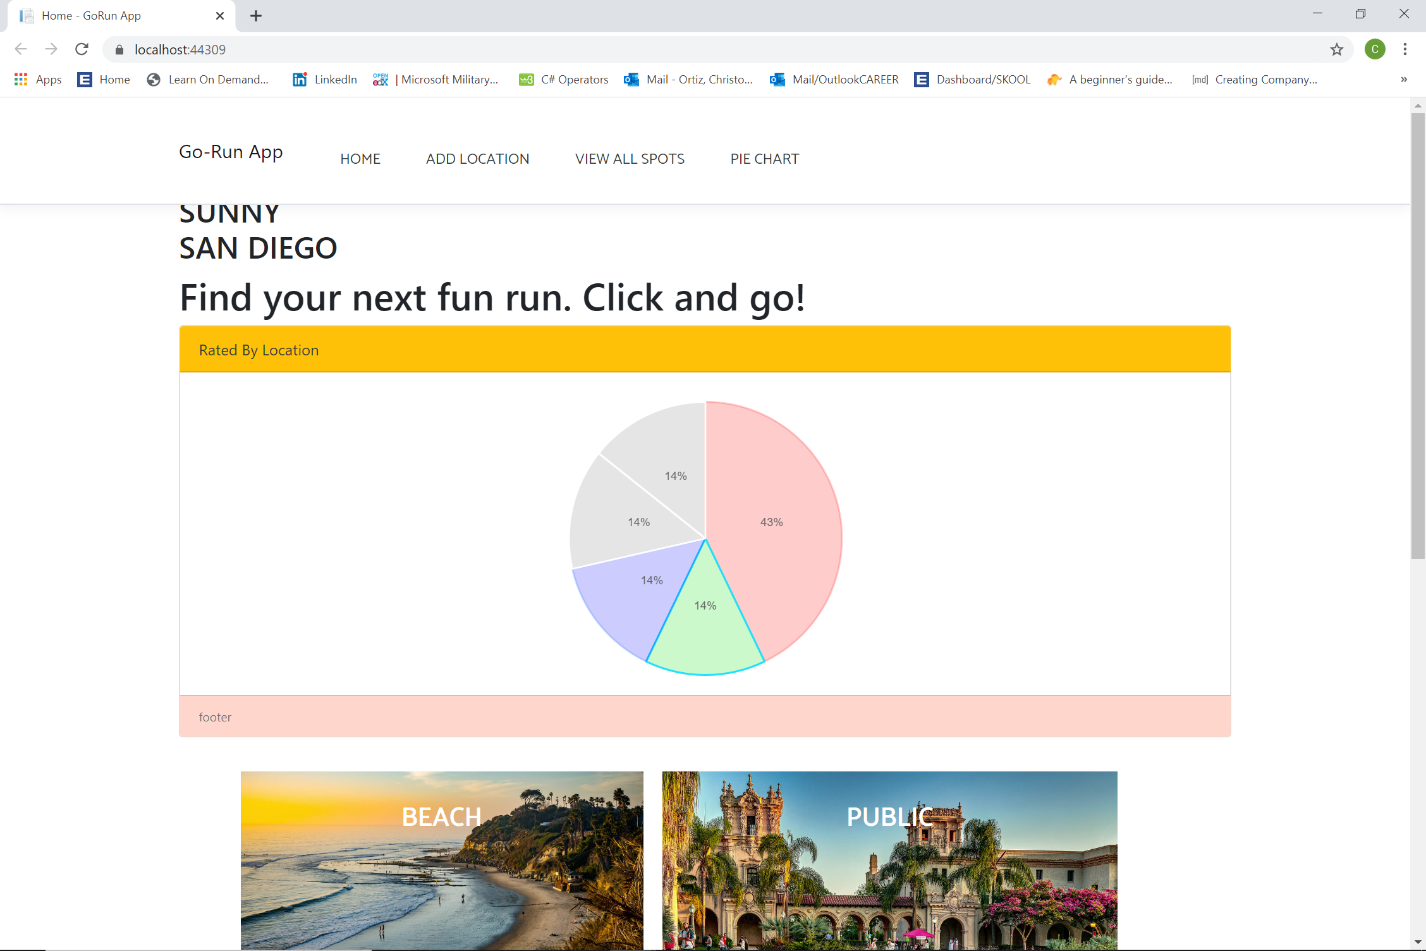 Home - GoRun App
localhost:44309
C
Apps Home Learn On Demand... LinkedIn | Microsoft Military... C# Operators Mail - Ortiz, Christo... Mail/OutlookCAREER Dashboard/SKOOL A beginner's guide... [md] Creating Company... »
Go-Run App HOME ADD LOCATION VIEW ALL SPOTS PIE CHART
SUNNY
SAN DIEGO
Find your next fun run. Click and go!
Rated By Location
14%
43%
14%
14%
14%
footer
BEACH PUBLIC